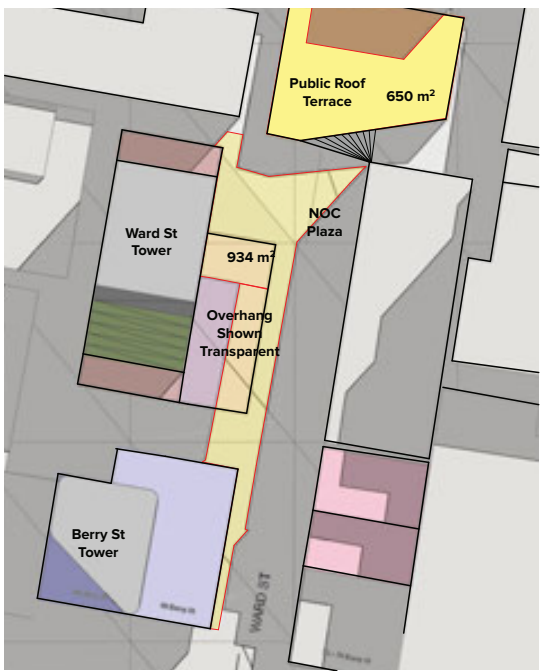 Public Roof
Terrace
650 m²
NOC
Plaza
Ward St
Tower
934 m²
Overhang
Shown
Transparent
Berry St
Tower
WARD ST